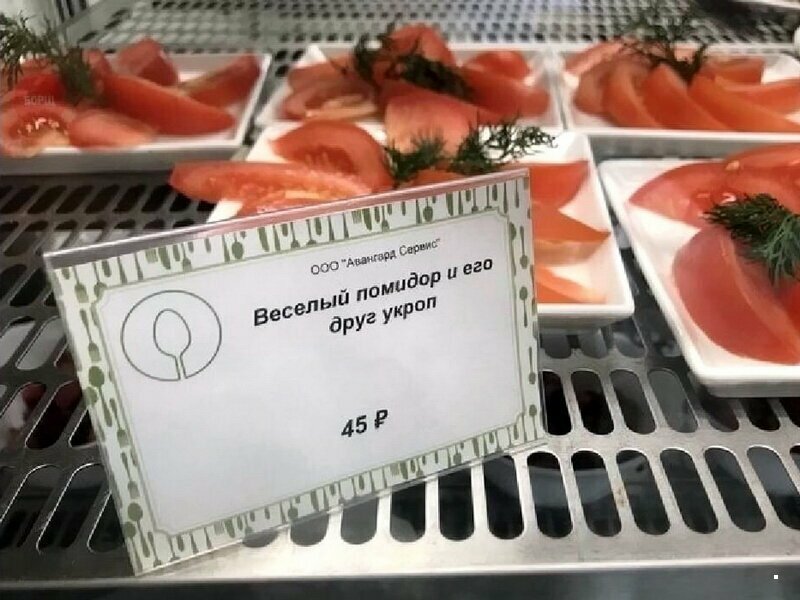 ООО "Авангард Сервис"
Веселый помидор и его
друг укроп
45 ₽